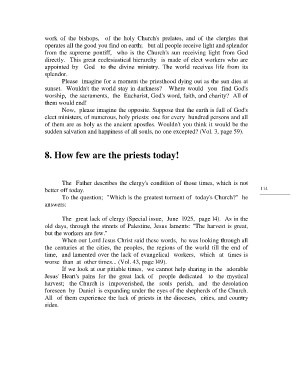 work of the bishops, of the holy Church's prelates, and of the clergies that
operates all the good you find on earth, but all people receive light and splendor
from the supreme pontiff, who is the Church's sun receiving light from God
directly. This great ecclesiastical hierarchy is made of elect workers who are
appointed by God to the divine ministry. The world receives life from its
splendor.
Please imagine for a moment the priesthood dying out as the sun dies at
sunset. Wouldn't the world stay in darkness? Where would you find God's
worship, the sacraments, the Eucharist, God's word, faith, and charity? All of
them would end!
Now, please imagine the opposite. Suppose that the earth is full of God's
elect ministers, of numerous, holy priests: one for every hundred persons and all
of them are as holy as the ancient apostles. Wouldn't you think it would be the
sudden salvation and happiness of all souls, no one excepted? (Vol. 3, page 59).
8. How few are the priests today!
The Father describes the clergy's condition of those times, which is not
better off today.
To the question; "Which is the greatest torment of today's Church?" he
answers:
The great lack of clergy (Special issue, June 1925, page 14). As in the
old days, through the streets of Palestine, Jesus laments: "The harvest is great,
but the workers are few."
When our Lord Jesus Christ said these words, he was looking through all
the centuries at the cities, the peoples, the regions of the world till the end of
time, and lamented over the lack of evangelical workers, which at times is
worse than at other times... (Vol. 43, page 149).
If we look at our pitiable times, we cannot help sharing in the adorable
Jesus' Heart's pains for the great lack of people dedicated to the mystical
harvest; the Church is impoverished, the souls perish, and the desolation
foreseen by Daniel is expanding under the eyes of the shepherds of the Church.
All of them experience the lack of priests in the dioceses, cities, and country
sides.